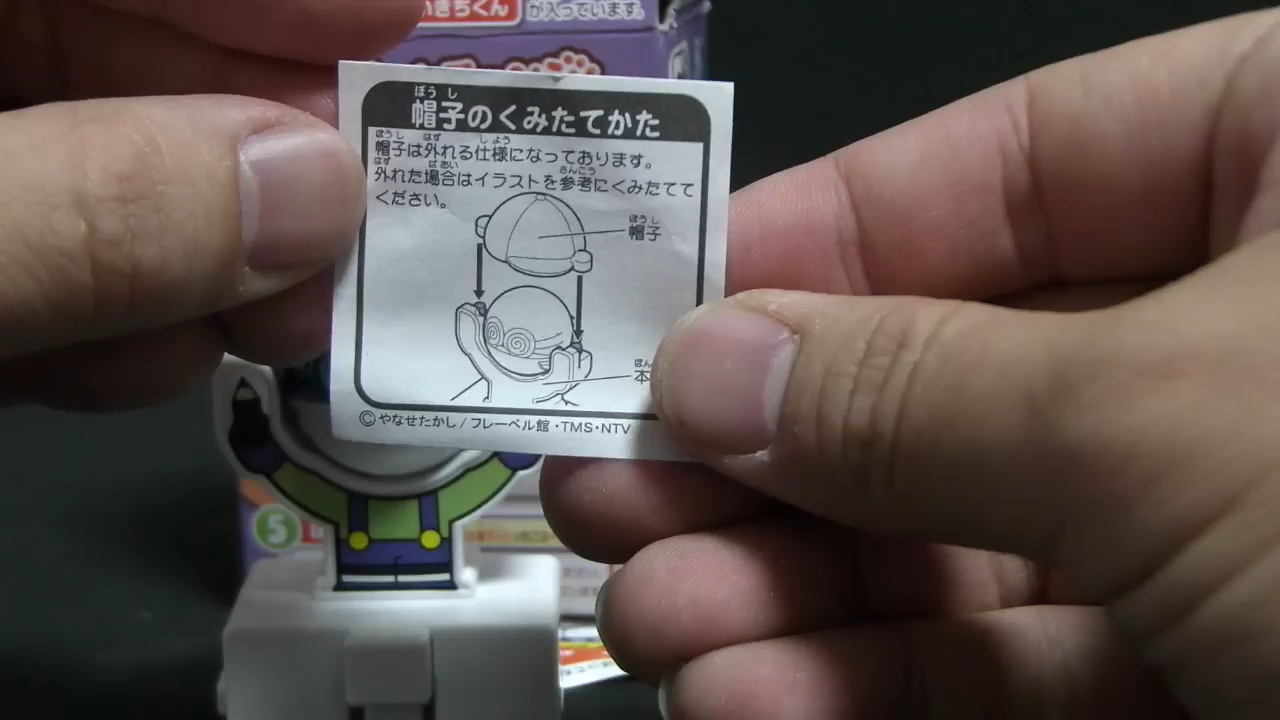 が入っています。
帽子のくみたてかた
帽子は外れる仕様になっております。
外れた場合はイラストを参考にくみたてて
ください。
帽子
本
©やなせたかし/フレーベル館・TMS・NTV
5